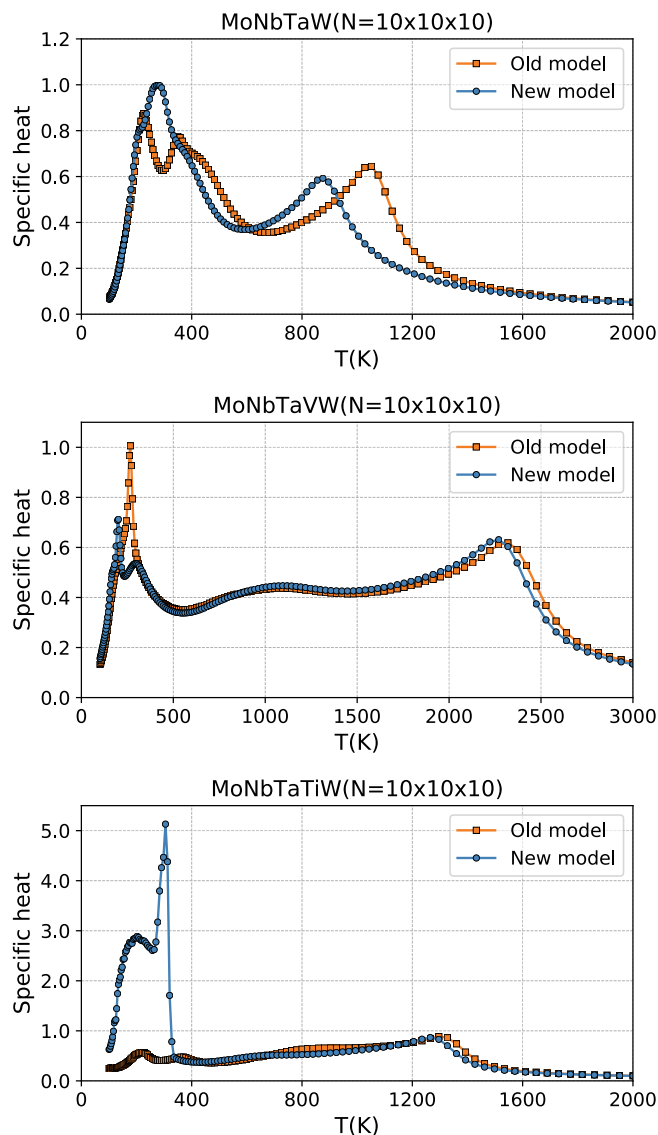 MoNbTaW(N=10x10x10)
1.2
1.0
0.8
0.6
0.4
0.2
0.0
Specific heat
Old model
New model
0 400 800 1200 1600 2000
T(K)
MoNbTaVW(N=10x10x10)
1.0
0.8
0.6
0.4
0.2
0.0
Specific heat
Old model
New model
0 500 1000 1500 2000 2500 3000
T(K)
MoNbTaTiW(N=10x10x10)
5.0
4.0
3.0
2.0
1.0
0.0
Specific heat
Old model
New model
0 400 800 1200 1600 2000
T(K)